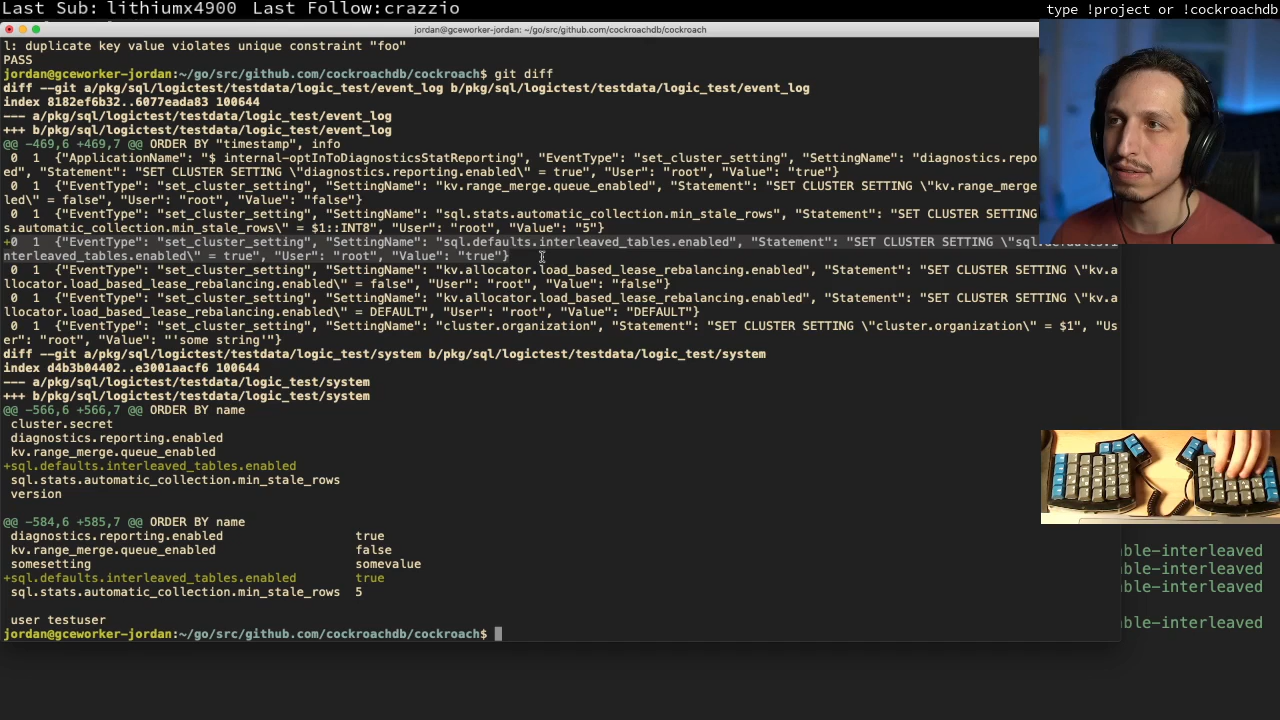 Last Sub: lithiumx4900 Last Follow:crazzio
type !project or !cockroachdb
jordan@gceworker-jordan: ~/go/src/github.com/cockroachdb/cockroach
l: duplicate key value violates unique constraint "foo"
PASS
jordan@gceworker-jordan:~/go/src/github.com/cockroachdb/cockroach$ git diff
diff --git a/pkg/sql/logictest/testdata/logic_test/event_log b/pkg/sql/logictest/testdata/logic_test/event_log
index 8182ef6b32..6077eada83 100644
--- a/pkg/sql/logictest/testdata/logic_test/event_log
+++ b/pkg/sql/logictest/testdata/logic_test/event_log
@@ -469,6 +469,7 @@ ORDER BY "timestamp", info
0  1  {"ApplicationName": "$ internal-optInToDiagnosticsStatReporting", "EventType": "set_cluster_setting", "SettingName": "diagnostics.repo
ed", "Statement": "SET CLUSTER SETTING \"diagnostics.reporting.enabled\" = true", "User": "root", "Value": "true"}
0  1  {"EventType": "set_cluster_setting", "SettingName": "kv.range_merge.queue_enabled", "Statement": "SET CLUSTER SETTING \"kv.range_merge
led\" = false", "User": "root", "Value": "false"}
0  1  {"EventType": "set_cluster_setting", "SettingName": "sql.stats.automatic_collection.min_stale_rows", "Statement": "SET CLUSTER SETTING
s.automatic_collection.min_stale_rows\" = $1::INT8", "User": "root", "Value": "5"}
+0  1  {"EventType": "set_cluster_setting", "SettingName": "sql.defaults.interleaved_tables.enabled", "Statement": "SET CLUSTER SETTING \"sql.defaults.i
nterleaved_tables.enabled\" = true", "User": "root", "Value": "true"}
0  1  {"EventType": "set_cluster_setting", "SettingName": "kv.allocator.load_based_lease_rebalancing.enabled", "Statement": "SET CLUSTER SETTING \"kv.a
llocator.load_based_lease_rebalancing.enabled\" = false", "User": "root", "Value": "false"}
0  1  {"EventType": "set_cluster_setting", "SettingName": "kv.allocator.load_based_lease_rebalancing.enabled", "Statement": "SET CLUSTER SETTING \"kv.a
llocator.load_based_lease_rebalancing.enabled\" = DEFAULT", "User": "root", "Value": "DEFAULT"}
0  1  {"EventType": "set_cluster_setting", "SettingName": "cluster.organization", "Statement": "SET CLUSTER SETTING \"cluster.organization\" = $1", "Us
er": "root", "Value": "'some string'"}
diff --git a/pkg/sql/logictest/testdata/logic_test/system b/pkg/sql/logictest/testdata/logic_test/system
index d4b3b04402..e3001aacf6 100644
--- a/pkg/sql/logictest/testdata/logic_test/system
+++ b/pkg/sql/logictest/testdata/logic_test/system
@@ -566,6 +566,7 @@ ORDER BY name
cluster.secret
diagnostics.reporting.enabled
kv.range_merge.queue_enabled
+sql.defaults.interleaved_tables.enabled
sql.stats.automatic_collection.min_stale_rows
version
@@ -584,6 +585,7 @@ ORDER BY name
diagnostics.reporting.enabled                  true
kv.range_merge.queue_enabled                   false
somesetting                                    somevalue
+sql.defaults.interleaved_tables.enabled        true
sql.stats.automatic_collection.min_stale_rows  5
user testuser
jordan@gceworker-jordan:~/go/src/github.com/cockroachdb/cockroach$
ble-interleaved
ble-interleaved
ble-interleaved
ble-interleaved